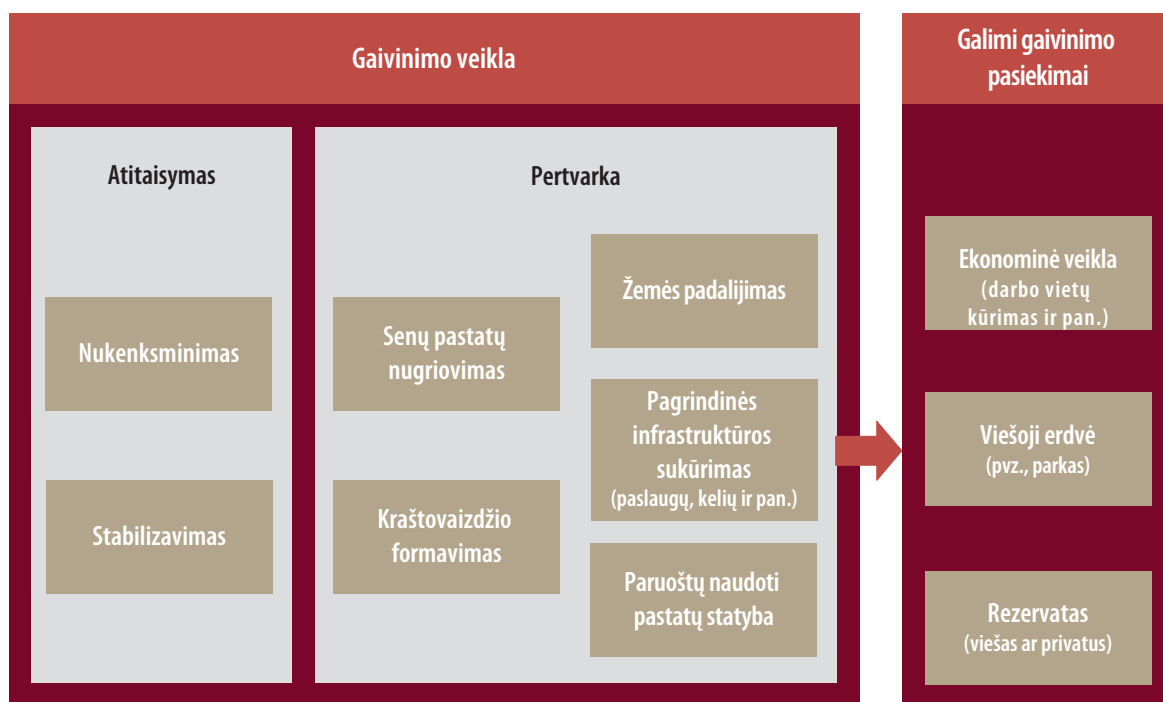 Gaivinimo veikla
Atitaisymas
Nukenksminimas
Stabilizavimas
Pertvarka
Senų pastatų
nugriovimas
Kraštovaizdžio
formavimas
Žemės padalijimas
Pagrindinės
infrastruktūros
sukūrimas
(paslaugų, kelių ir pan.)
Paruoštų naudoti
pastatų statyba
Galimi gaivinimo
pasiekimai
Ekonominė veikla
(darbo vietų
kūrimas ir pan.)
Viešoji erdvė
(pvz., parkas)
Rezervatas
(viešas ar privatus)